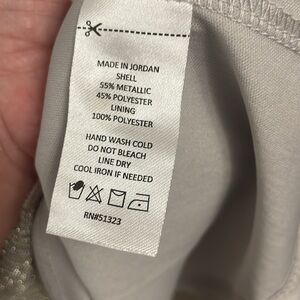 MADE IN JORDAN
SHELL
55% METALLIC
45% POLYESTER
LINING
100% POLYESTER
HAND WASH COLD
DO NOT BLEACH
LINE DRY
COOL IRON IF NEEDED
RN#51323